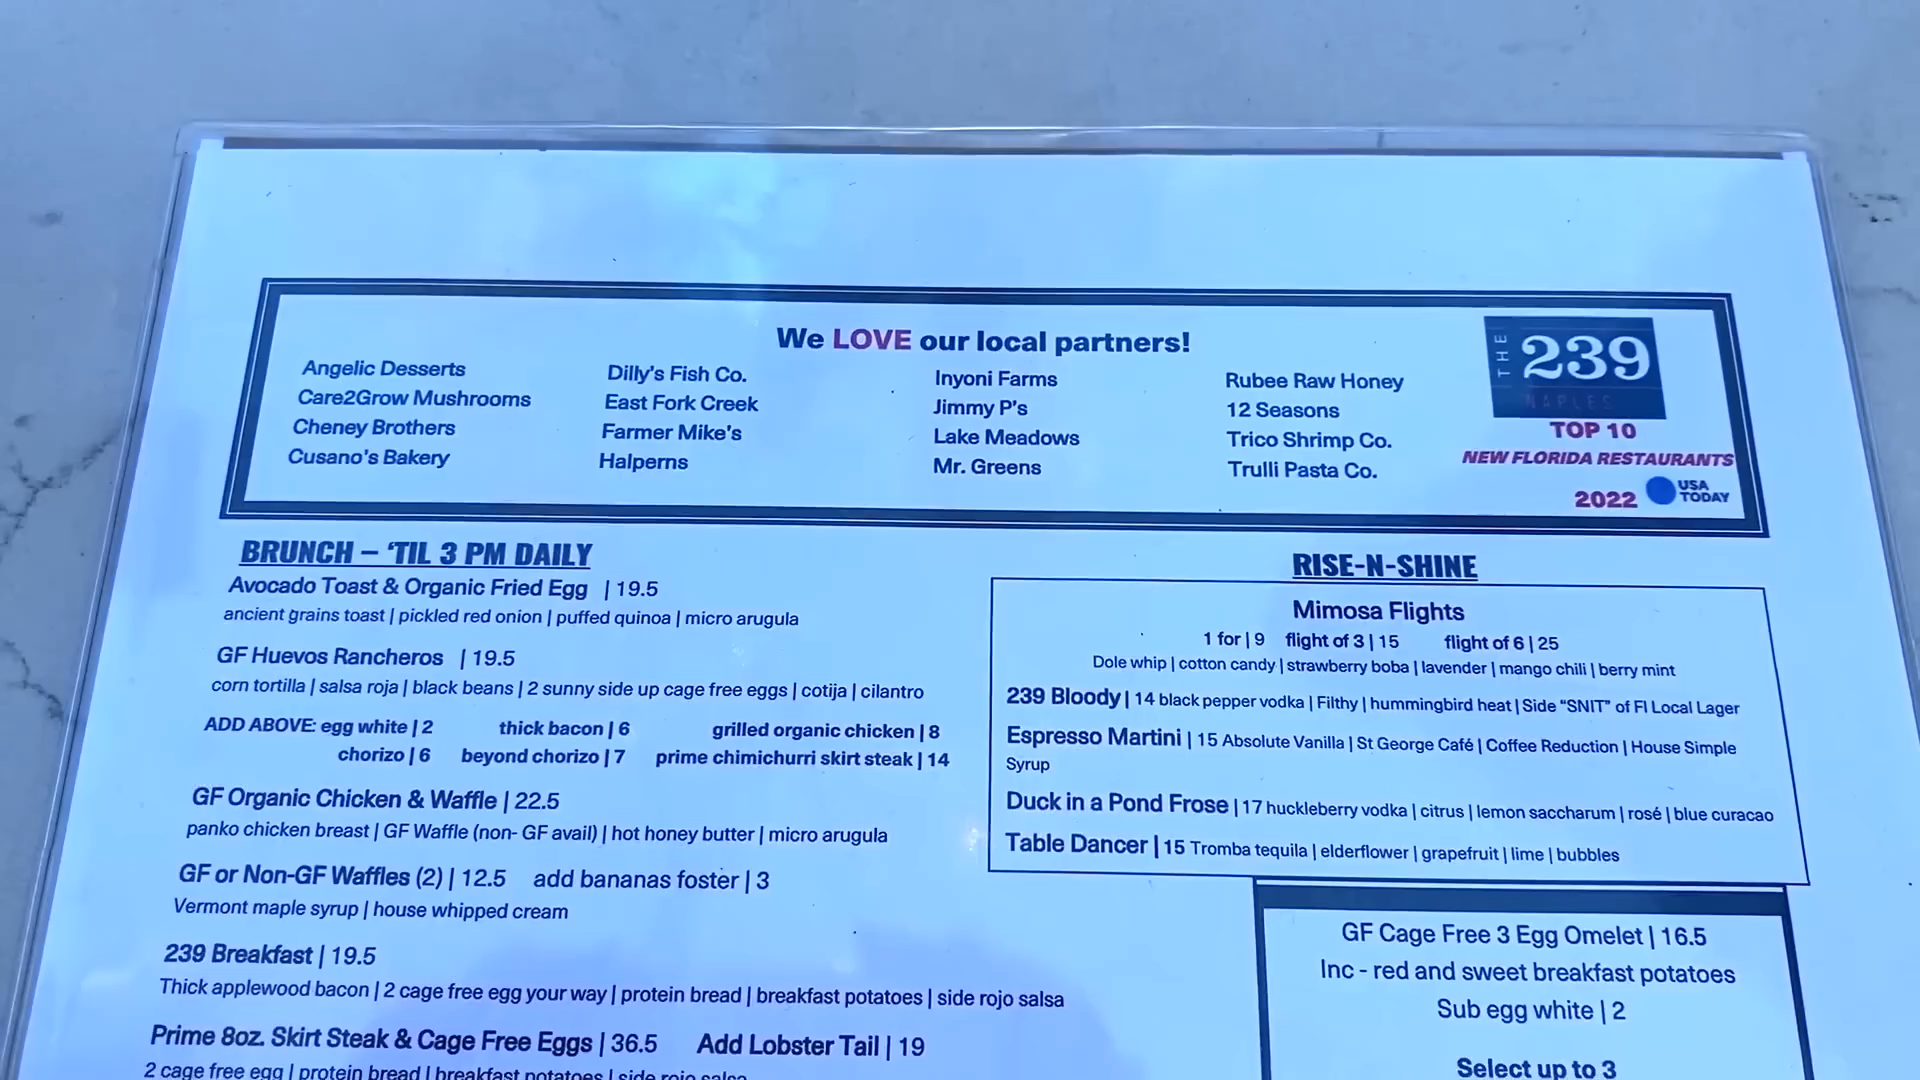 We LOVE our local partners!
Angelic Desserts
Care2Grow Mushrooms
Cheney Brothers
Cusano's Bakery
Dilly's Fish Co.
East Fork Creek
Farmer Mike's
Halperns
Inyoni Farms
Jimmy P's
Lake Meadows
Mr. Greens
Rubee Raw Honey
12 Seasons
Trico Shrimp Co.
Trulli Pasta Co.
THE 239
NAPLES
TOP 10
NEW FLORIDA RESTAURANTS
2022 USA TODAY
BRUNCH – 'TIL 3 PM DAILY
Avocado Toast & Organic Fried Egg | 19.5
ancient grains toast | pickled red onion | puffed quinoa | micro arugula
GF Huevos Rancheros | 19.5
corn tortilla | salsa roja | black beans | 2 sunny side up cage free eggs | cotija | cilantro
ADD ABOVE: egg white | 2 thick bacon | 6 grilled organic chicken | 8
chorizo | 6 beyond chorizo | 7 prime chimichurri skirt steak | 14
GF Organic Chicken & Waffle | 22.5
panko chicken breast | GF Waffle (non- GF avail) | hot honey butter | micro arugula
GF or Non-GF Waffles (2) | 12.5 add bananas foster | 3
Vermont maple syrup | house whipped cream
239 Breakfast | 19.5
Thick applewood bacon | 2 cage free egg your way | protein bread | breakfast potatoes | side rojo salsa
Prime 8oz. Skirt Steak & Cage Free Eggs | 36.5 Add Lobster Tail | 19
2 cage free egg | protein bread | breakfast potatoes | side rojo salsa
RISE-N-SHINE
Mimosa Flights
1 for | 9 flight of 3 | 15 flight of 6 | 25
Dole whip | cotton candy | strawberry boba | lavender | mango chili | berry mint
239 Bloody | 14 black pepper vodka | Filthy | hummingbird heat | Side "SNIT" of Fl Local Lager
Espresso Martini | 15 Absolute Vanilla | St George Café | Coffee Reduction | House Simple
Syrup
Duck in a Pond Frose | 17 huckleberry vodka | citrus | lemon saccharum | rosé | blue curacao
Table Dancer | 15 Tromba tequila | elderflower | grapefruit | lime | bubbles
GF Cage Free 3 Egg Omelet | 16.5
Inc - red and sweet breakfast potatoes
Sub egg white | 2
Select up to 3